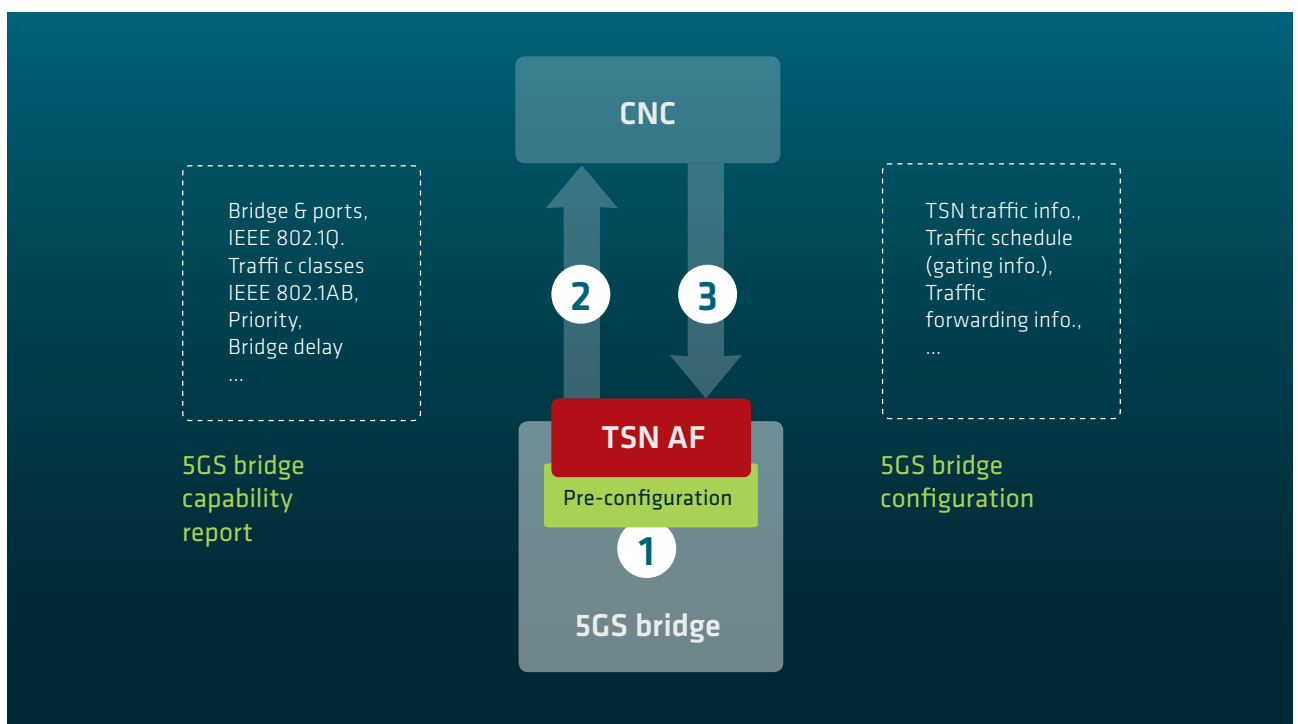 CNC
Bridge & ports,
IEEE 802.1Q.
Traffi c classes
IEEE 802.1AB,
Priority,
Bridge delay
...
5GS bridge
capability
report
2
3
TSN traffic info.,
Traffic schedule
(gating info.),
Traffic
forwarding info.,
...
5GS bridge
configuration
TSN AF
Pre-configuration
1
5GS bridge